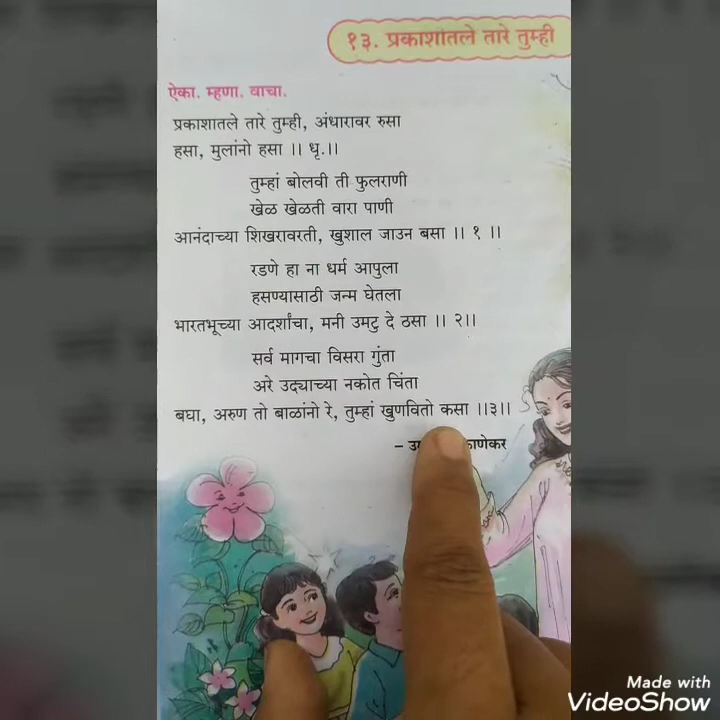 १३. प्रकाशातले तारे तुम्ही
ऐका. म्हणा. वाचा.
प्रकाशातले तारे तुम्ही, अंधारावर रुसा
हसा, मुलांनो हसा ।। धृ.।।
तुम्हां बोलवी ती फुलराणी
खेळ खेळती वारा पाणी
आनंदाच्या शिखरावरती, खुशाल जाउन बसा ।। १ ।।
रडणे हा ना धर्म आपुला
हसण्यासाठी जन्म घेतला
भारतभूच्या आदर्शांचा, मनी उमटु दे ठसा ।। २।।
सर्व मागचा विसरा गुंता
अरे उद्याच्या नकोत चिंता
बघा, अरुण तो बाळांनो रे, तुम्हां खुणवितो कसा ।।३।।
Made with
VideoShow